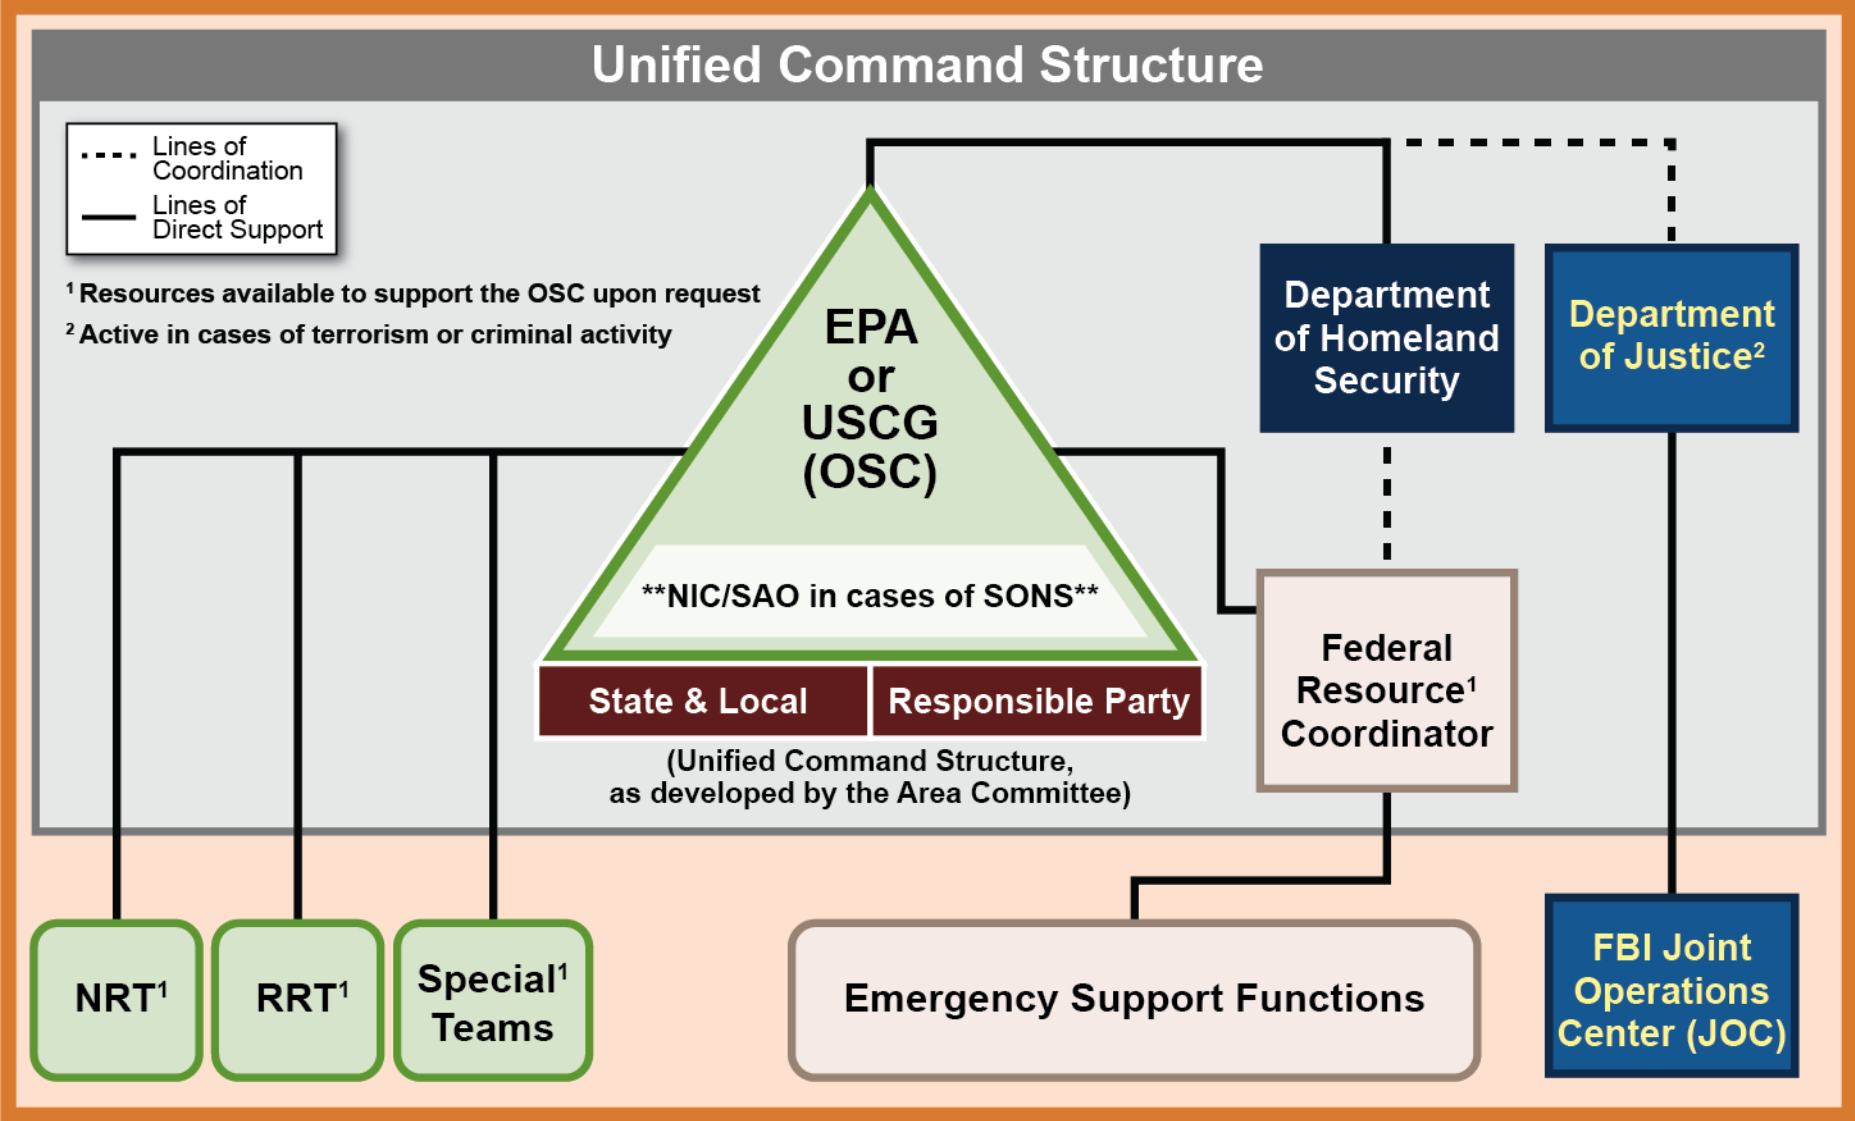 Unified Command Structure
Lines of
Coordination
Lines of
Direct Support
¹ Resources available to support the OSC upon request
² Active in cases of terrorism or criminal activity
EPA
or
USCG
(OSC)
**NIC/SAO in cases of SONS**
State & Local
Responsible Party
(Unified Command Structure,
as developed by the Area Committee)
Department
of Homeland
Security
Department
of Justice²
Federal
Resource¹
Coordinator
NRT¹
RRT¹
Special¹
Teams
Emergency Support Functions
FBI Joint
Operations
Center (JOC)